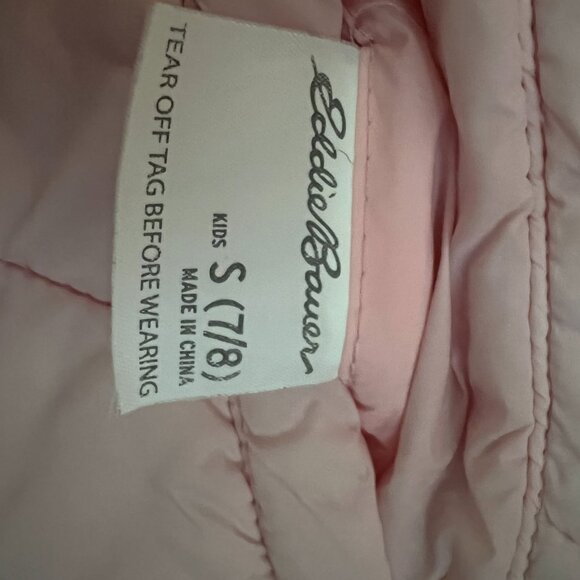 Eddie Bauer
KIDS S (7/8)
MADE IN CHINA
TEAR OFF TAG BEFORE WEARING